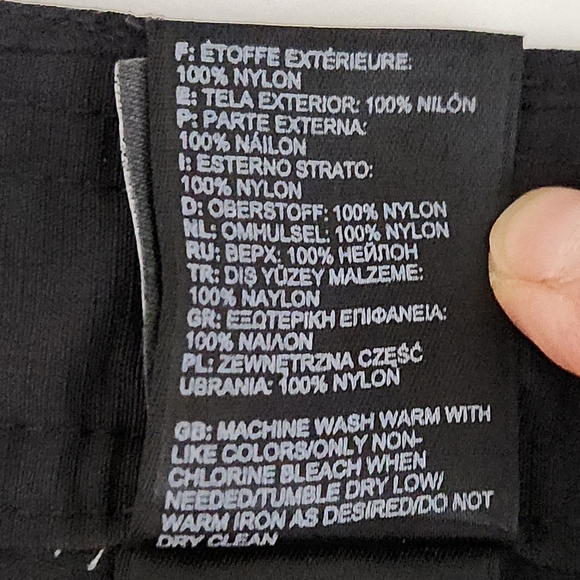 F: ÉTOFFE EXTÉRIEURE:
100% NYLON
E: TELA EXTERIOR: 100% NILÓN
P: PARTE EXTERNA:
100% NÁILON
I: ESTERNO STRATO:
100% NYLON
D: OBERSTOFF: 100% NYLON
NL: OMHULSEL: 100% NYLON
RU: ВЕРХ: 100% НЕЙЛОН
TR: DIŞ YÜZEY MALZEME:
100% NAYLON
GR: ΕΞΩΤΕΡΙΚΗ ΕΠΙΦΑΝΕΙΑ:
100% ΝΑΙΛΟΝ
PL: ZEWNĘTRZNA CZĘŚĆ
UBRANIA: 100% NYLON
GB: MACHINE WASH WARM WITH
LIKE COLORS/ONLY NON-
CHLORINE BLEACH WHEN
NEEDED/TUMBLE DRY LOW/
WARM IRON AS DESIRED/DO NOT
DRY CLEAN